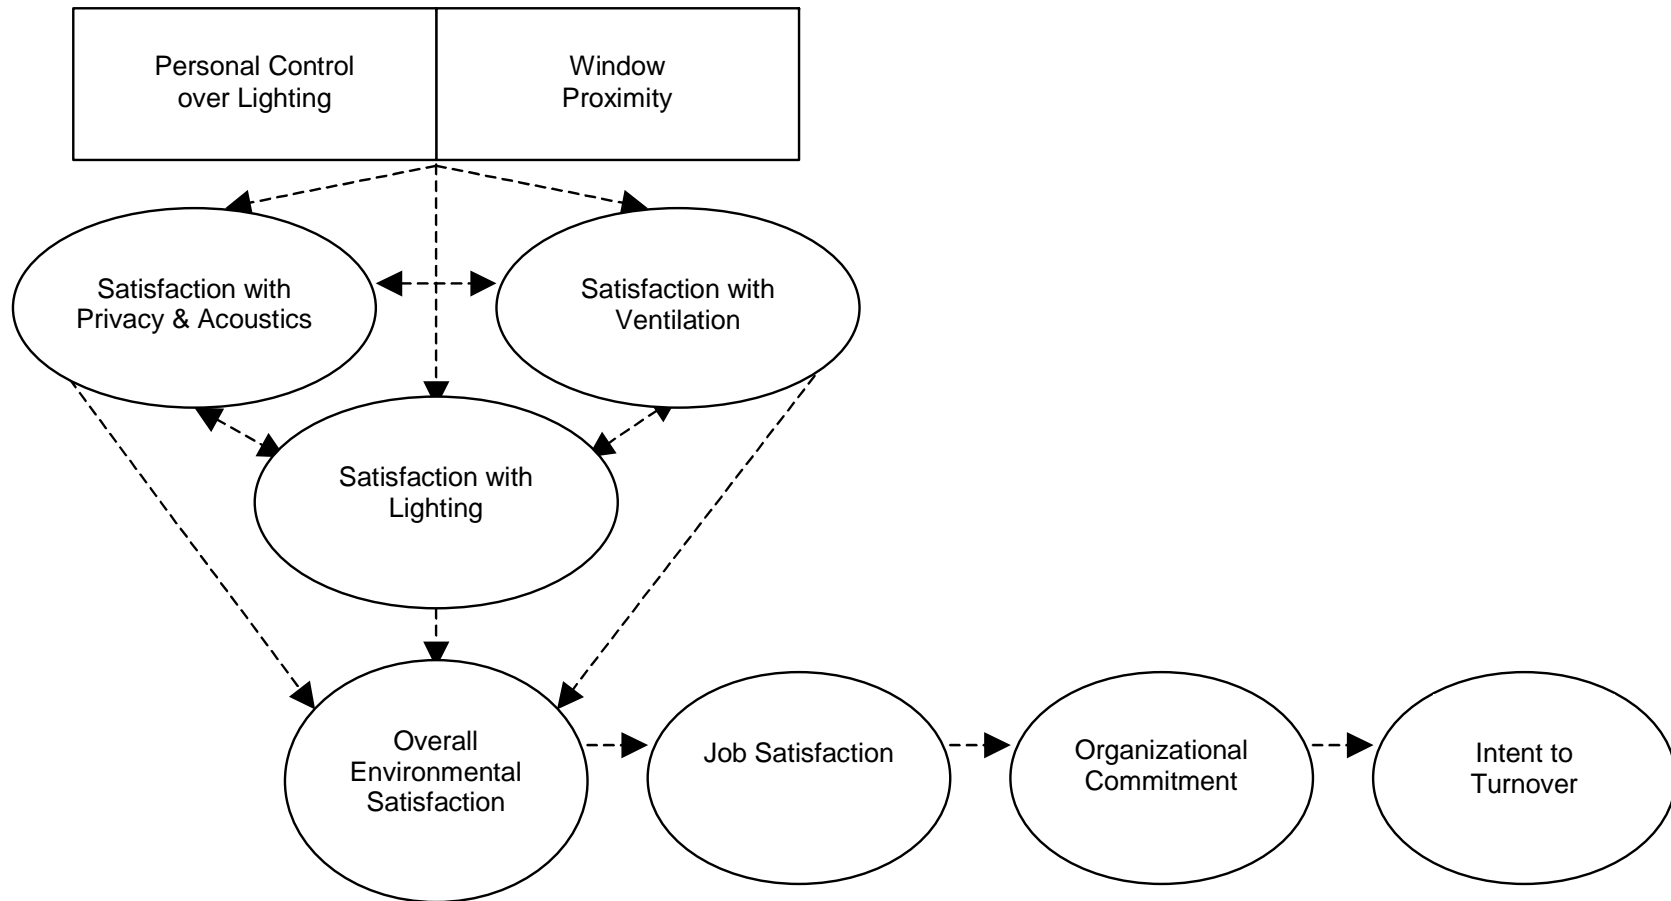 Personal Control
over Lighting
Window
Proximity
Satisfaction with
Privacy & Acoustics
Satisfaction with
Ventilation
Satisfaction with
Lighting
Overall
Environmental
Satisfaction
Job Satisfaction
Organizational
Commitment
Intent to
Turnover